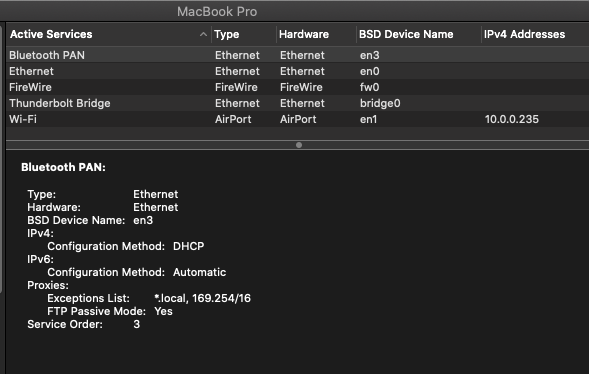 MacBook Pro
Active Services Type Hardware BSD Device Name IPv4 Addresses
Bluetooth PAN Ethernet Ethernet en3
Ethernet Ethernet Ethernet en0
FireWire FireWire FireWire fw0
Thunderbolt Bridge Ethernet Ethernet bridge0
Wi-Fi AirPort AirPort en1 10.0.0.235
Bluetooth PAN:
Type: Ethernet
Hardware: Ethernet
BSD Device Name: en3
IPv4:
Configuration Method: DHCP
IPv6:
Configuration Method: Automatic
Proxies:
Exceptions List: *.local, 169.254/16
FTP Passive Mode: Yes
Service Order: 3